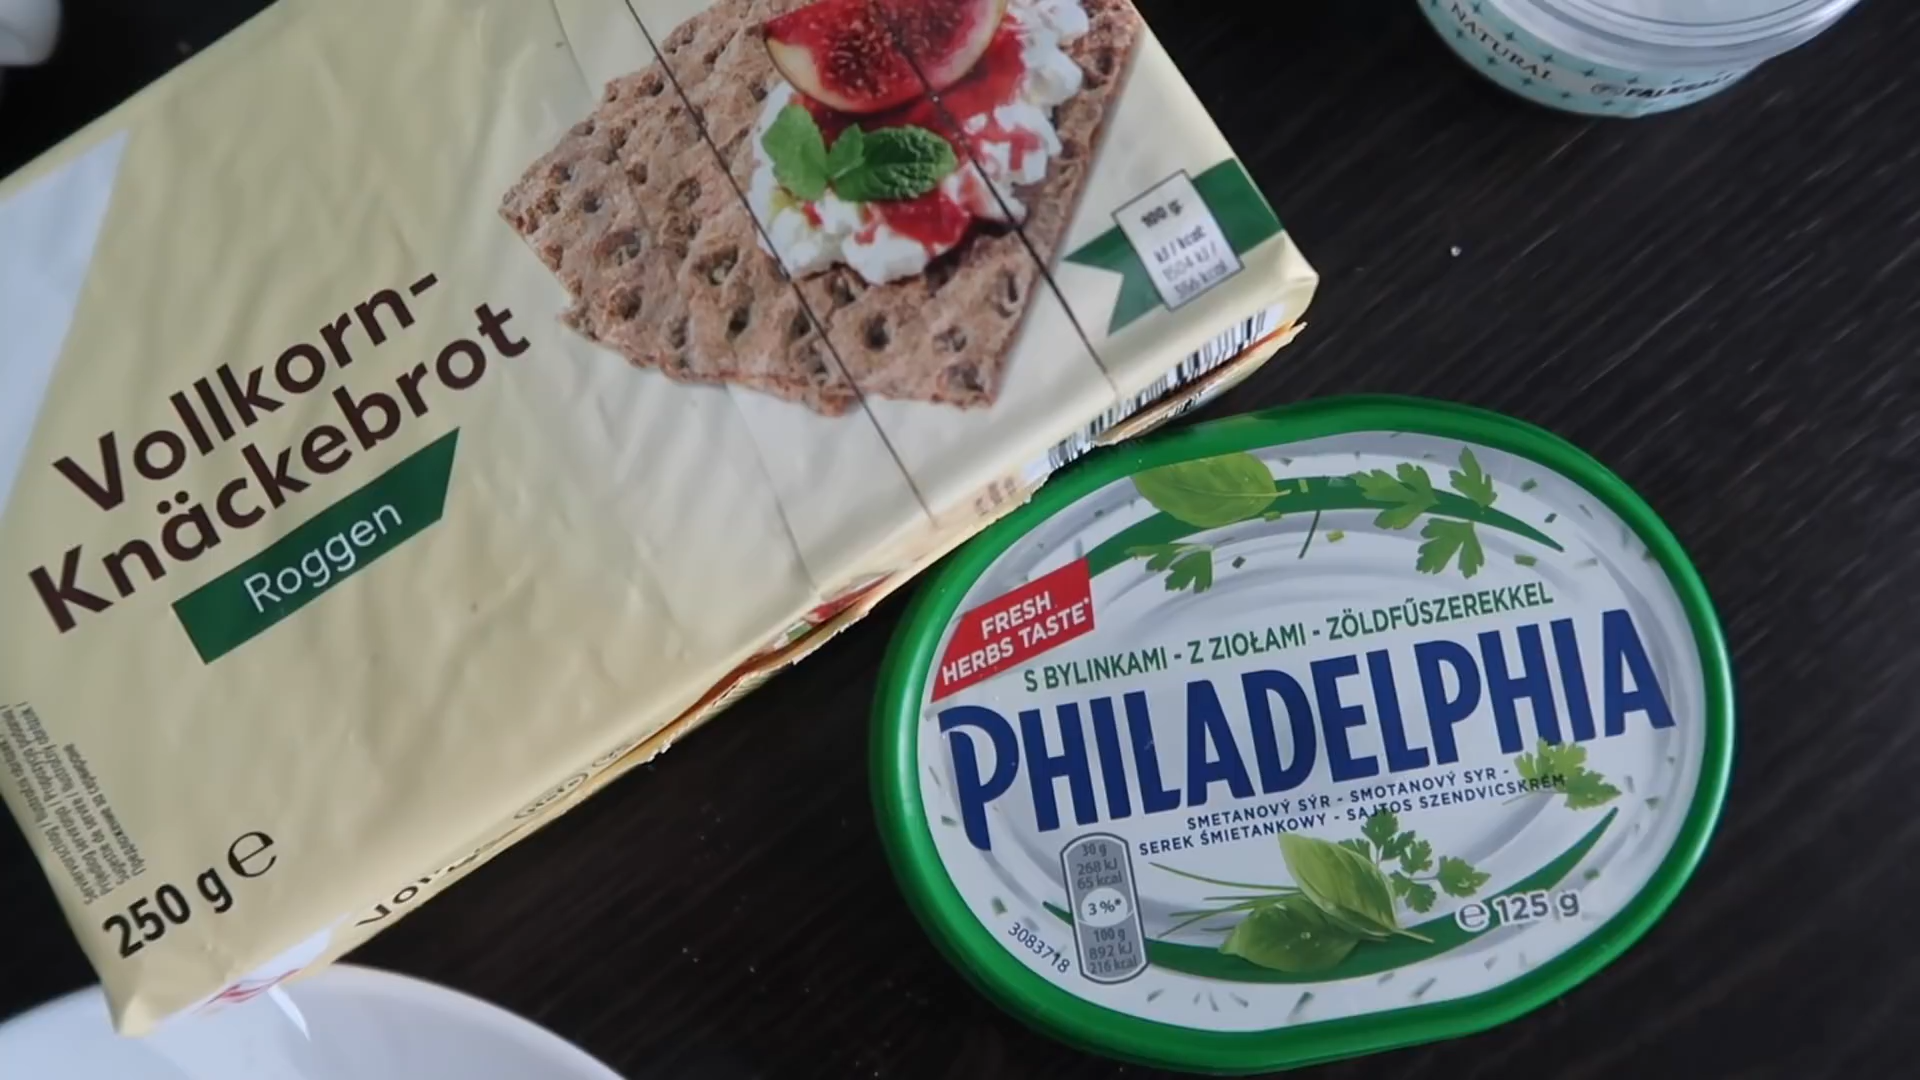 NATURAL
100 g
kJ / kcal
1504 kJ /
356 kcal
Vollkorn-
Knäckebrot
Roggen
250 g e
FRESH
HERBS TASTE*
S BYLINKAMI - Z ZIOŁAMI - ZÖLDFŰSZEREKKEL
PHILADELPHIA
SMETANOVÝ SÝR - SMOTANOVÝ SYR -
SEREK ŚMIETANKOWY - SAJTOS SZENDVICSKRÉM
30 g
268 kJ
65 kcal
3 %*
100 g
892 kJ
216 kcal
3083718
e 125 g